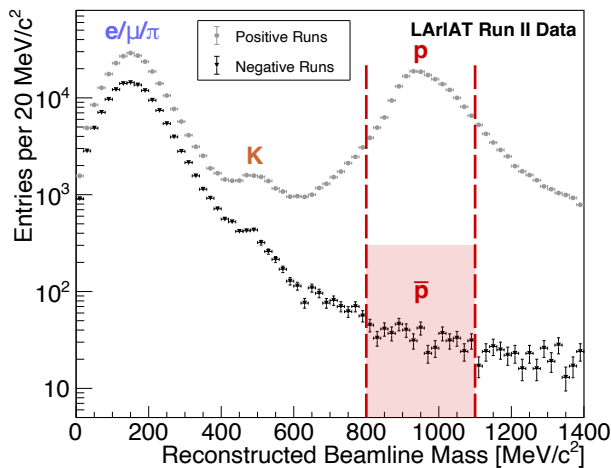 LArIAT Run II Data
e/μ/π
Positive Runs
Negative Runs
p
K
p̅
Entries per 20 MeV/c²
10⁴
10³
10²
10
0 200 400 600 800 1000 1200 1400
Reconstructed Beamline Mass [MeV/c²]